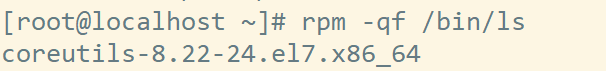 [root@localhost ~]# rpm -qf /bin/ls
coreutils-8.22-24.el7.x86_64